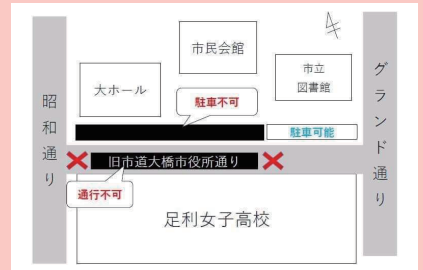 市民会館
市立
図書館
大ホール
駐車不可
駐車可能
昭和通り
グランド通り
旧市道大橋市役所通り
通行不可
足利女子高校